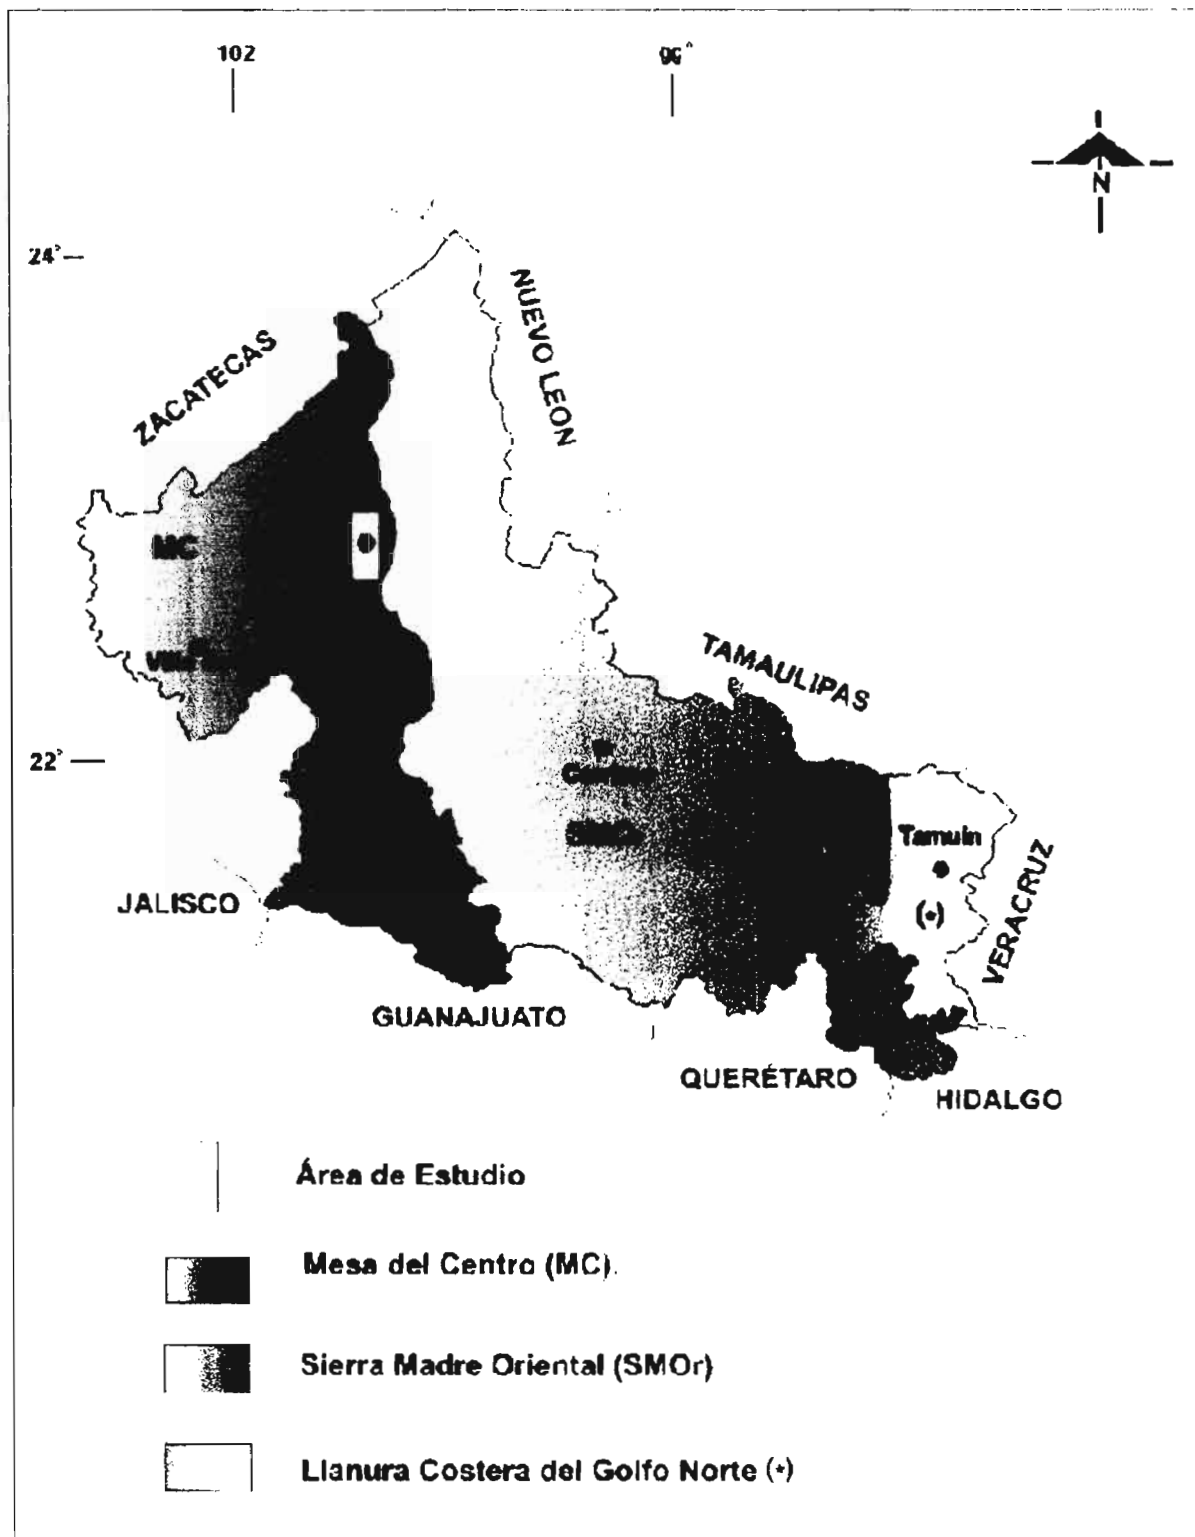 102
99°
N
24°
NUEVO LEON
ZACATECAS
MC
TAMAULIPAS
22°
Tamuin
(*)
VERACRUZ
JALISCO
GUANAJUATO
QUERÉTARO
HIDALGO
Área de Estudio
Mesa del Centro (MC).
Sierra Madre Oriental (SMOr)
Llanura Costera del Golfo Norte (*)